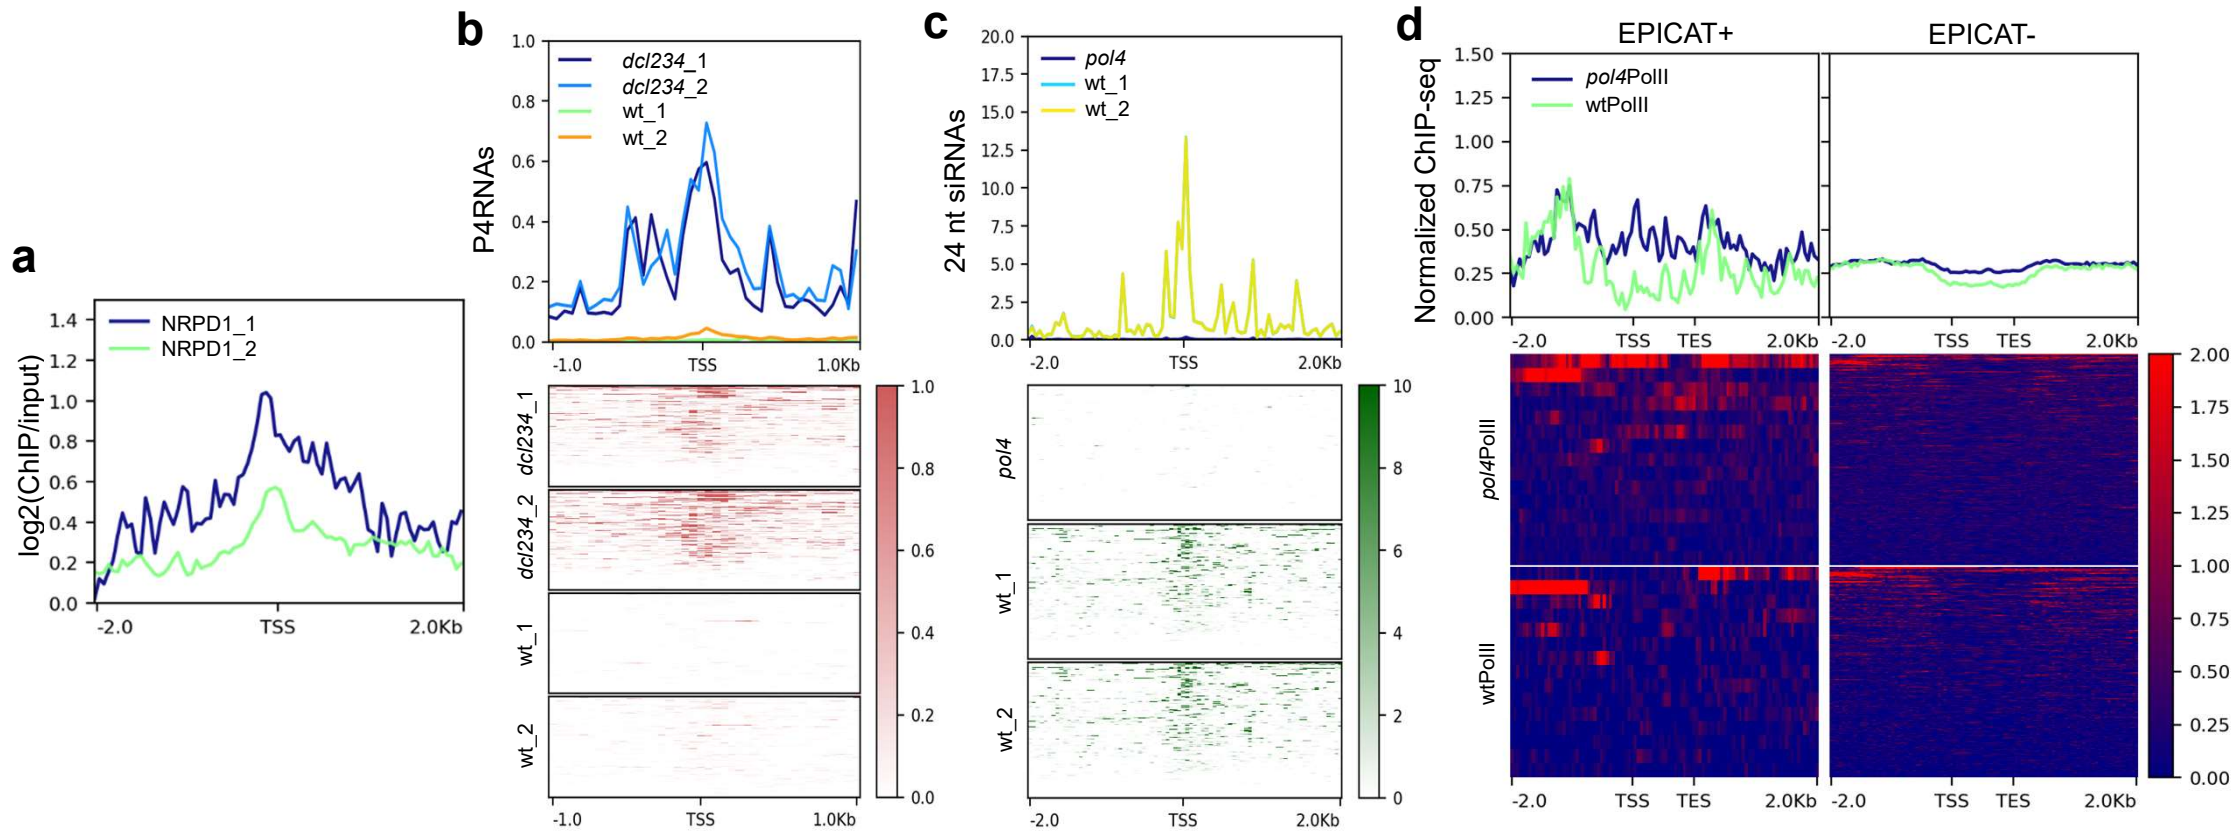 a
log2(ChIP/input)
1.4
1.2
1.0
0.8
0.6
0.4
0.2
0.0
NRPD1_1
NRPD1_2
-2.0
TSS
2.0Kb
b
P4RNAs
1.0
0.8
0.6
0.4
0.2
0.0
dcl234_1
dcl234_2
wt_1
wt_2
-1.0
TSS
1.0Kb
dcl234_1
dcl234_2
wt_1
wt_2
-1.0
TSS
1.0Kb
1.0
0.8
0.6
0.4
0.2
0.0
c
24 nt siRNAs
20.0
17.5
15.0
12.5
10.0
7.5
5.0
2.5
0.0
pol4
wt_1
wt_2
-2.0
TSS
2.0Kb
pol4
wt_1
wt_2
-2.0
TSS
2.0Kb
10
8
6
4
2
0
d
EPICAT+
EPICAT-
Normalized ChIP-seq
1.50
1.25
1.00
0.75
0.50
0.25
0.00
pol4PolII
wtPolII
-2.0
TSS
TES
2.0Kb
-2.0
TSS
TES
2.0Kb
pol4PolII
wtPolII
-2.0
TSS
TES
2.0Kb
-2.0
TSS
TES
2.0Kb
2.00
1.75
1.50
1.25
1.00
0.75
0.50
0.25
0.00